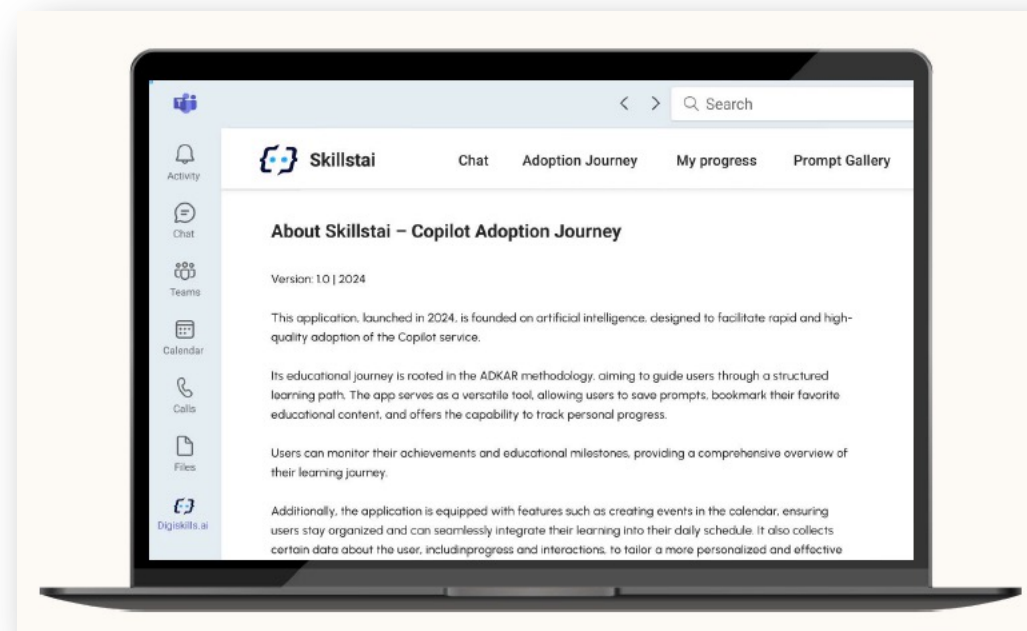 Search
Skillstai
Chat
Adoption Journey
My progress
Prompt Gallery
Activity
Chat
Teams
Calendar
Calls
Files
Digiskills.ai
About Skillstai – Copilot Adoption Journey
Version: 1.0 | 2024
This application, launched in 2024, is founded on artificial intelligence, designed to facilitate rapid and high-
quality adoption of the Copilot service.
Its educational journey is rooted in the ADKAR methodology, aiming to guide users through a structured
learning path. The app serves as a versatile tool, allowing users to save prompts, bookmark their favorite
educational content, and offers the capability to track personal progress.
Users can monitor their achievements and educational milestones, providing a comprehensive overview of
their learning journey.
Additionally, the application is equipped with features such as creating events in the calendar, ensuring
users stay organized and can seamlessly integrate their learning into their daily schedule. It also collects
certain data about the user, includingprogress and interactions, to tailor a more personalized and effective